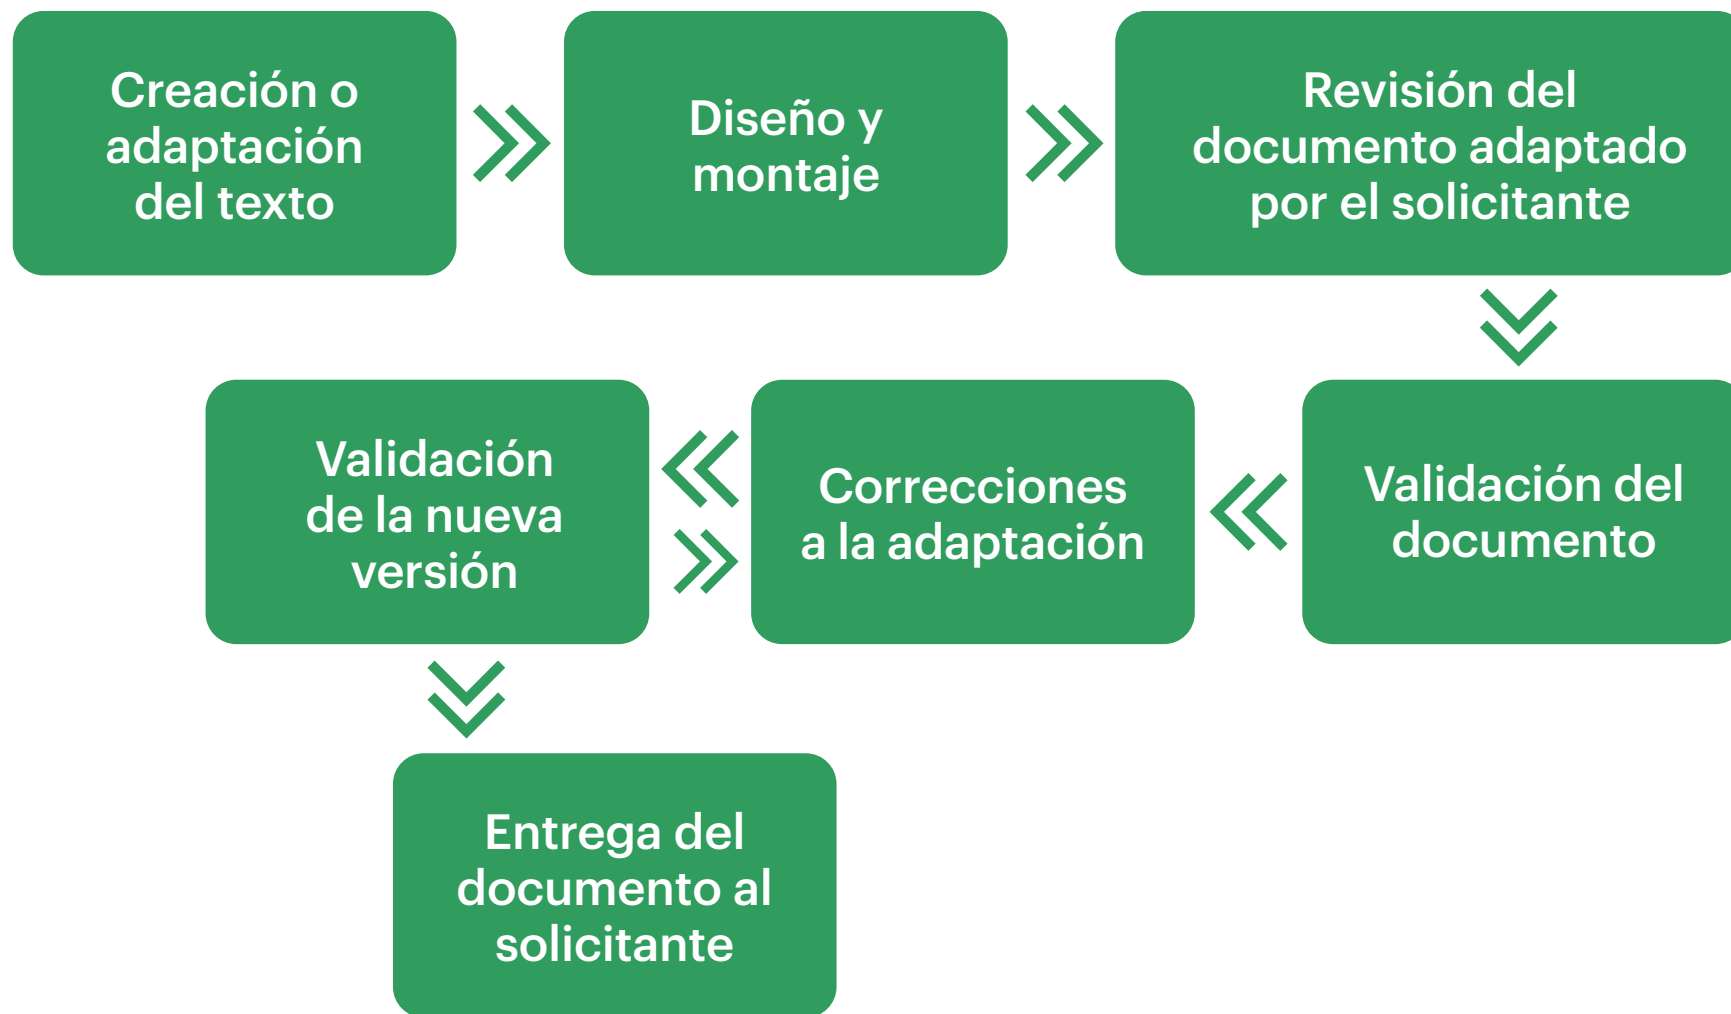 Creación o
adaptación
del texto
Diseño y
montaje
Revisión del
documento adaptado
por el solicitante
Validación del
documento
Correcciones
a la adaptación
Validación
de la nueva
versión
Entrega del
documento al
solicitante